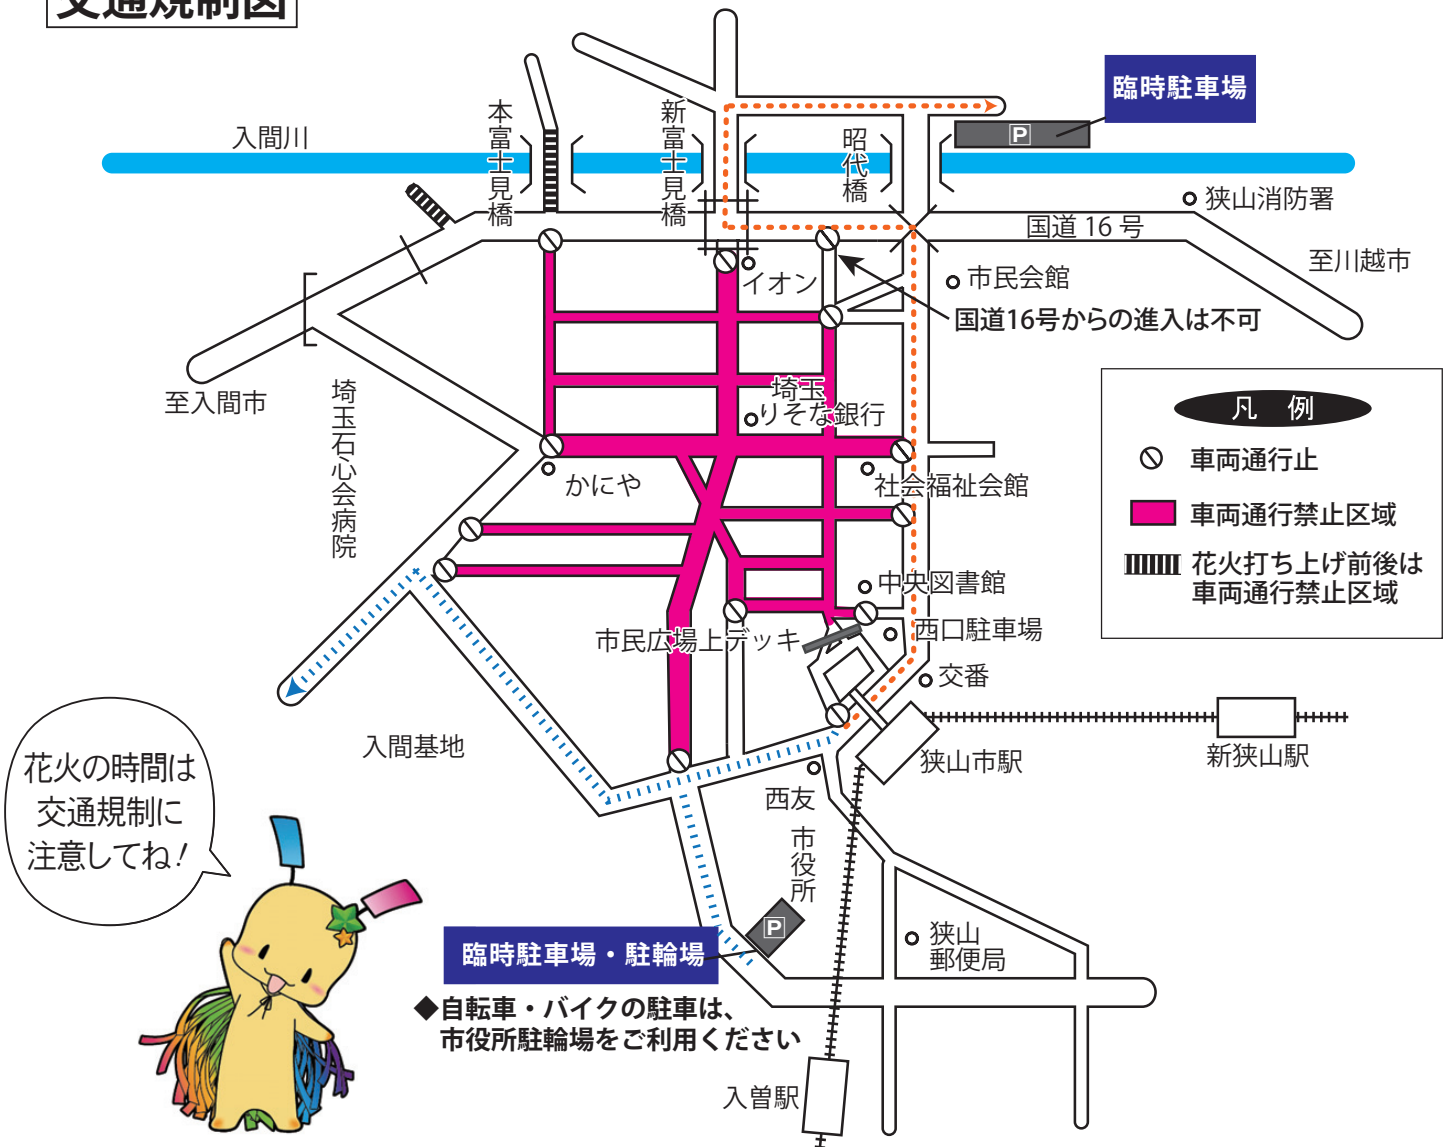 交通規制図
臨時駐車場
P
入間川
本富士見橋
新富士見橋
昭代橋
狭山消防署
国道 16 号
至川越市
イオン
市民会館
国道16号からの進入は不可
至入間市
埼玉石心会病院
埼玉
りそな銀行
かにや
社会福祉会館
凡 例
車両通行止
車両通行禁止区域
花火打ち上げ前後は
車両通行禁止区域
中央図書館
市民広場上デッキ
西口駐車場
交番
入間基地
狭山市駅
新狭山駅
西友
市役所
花火の時間は
交通規制に
注意してね!
P
臨時駐車場・駐輪場
狭山
郵便局
◆自転車・バイクの駐車は、
市役所駐輪場をご利用ください
入曽駅